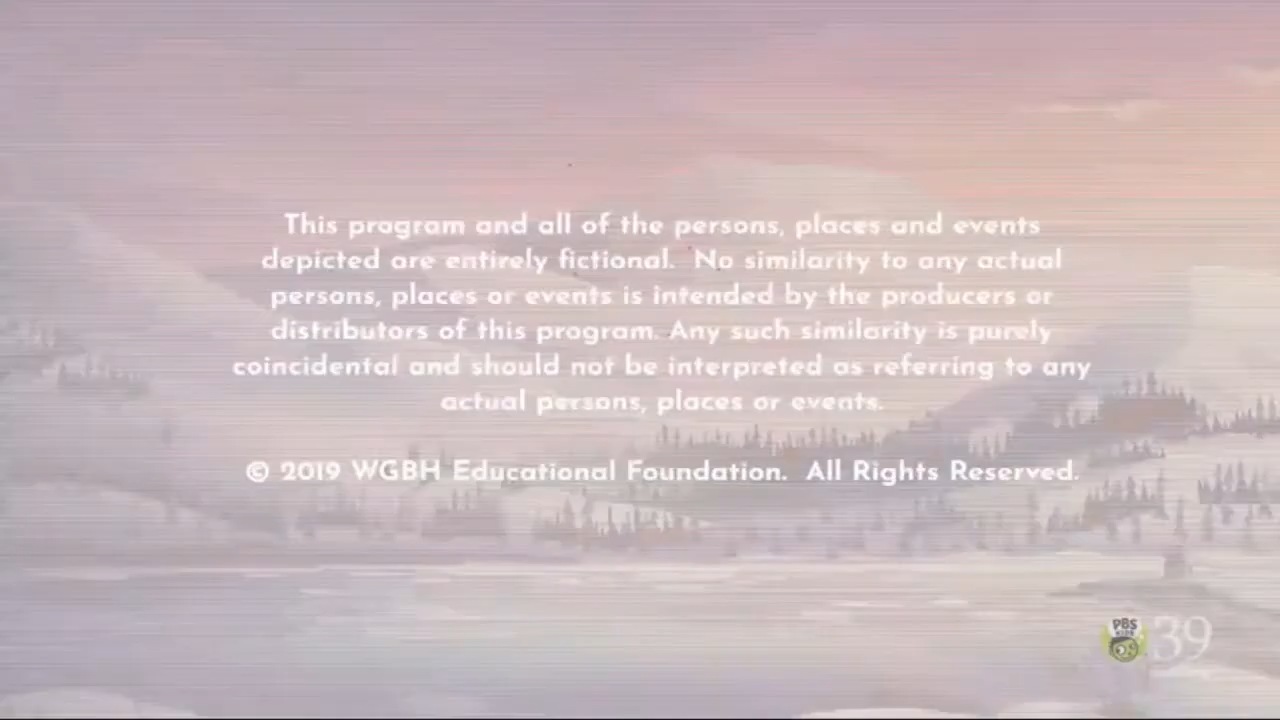 This program and all of the persons, places and events
depicted are entirely fictional.  No similarity to any actual
persons, places or events is intended by the producers or
distributors of this program. Any such similarity is purely
coincidental and should not be interpreted as referring to any
actual persons, places or events.
© 2019 WGBH Educational Foundation.  All Rights Reserved.
PBS
KIDS
39